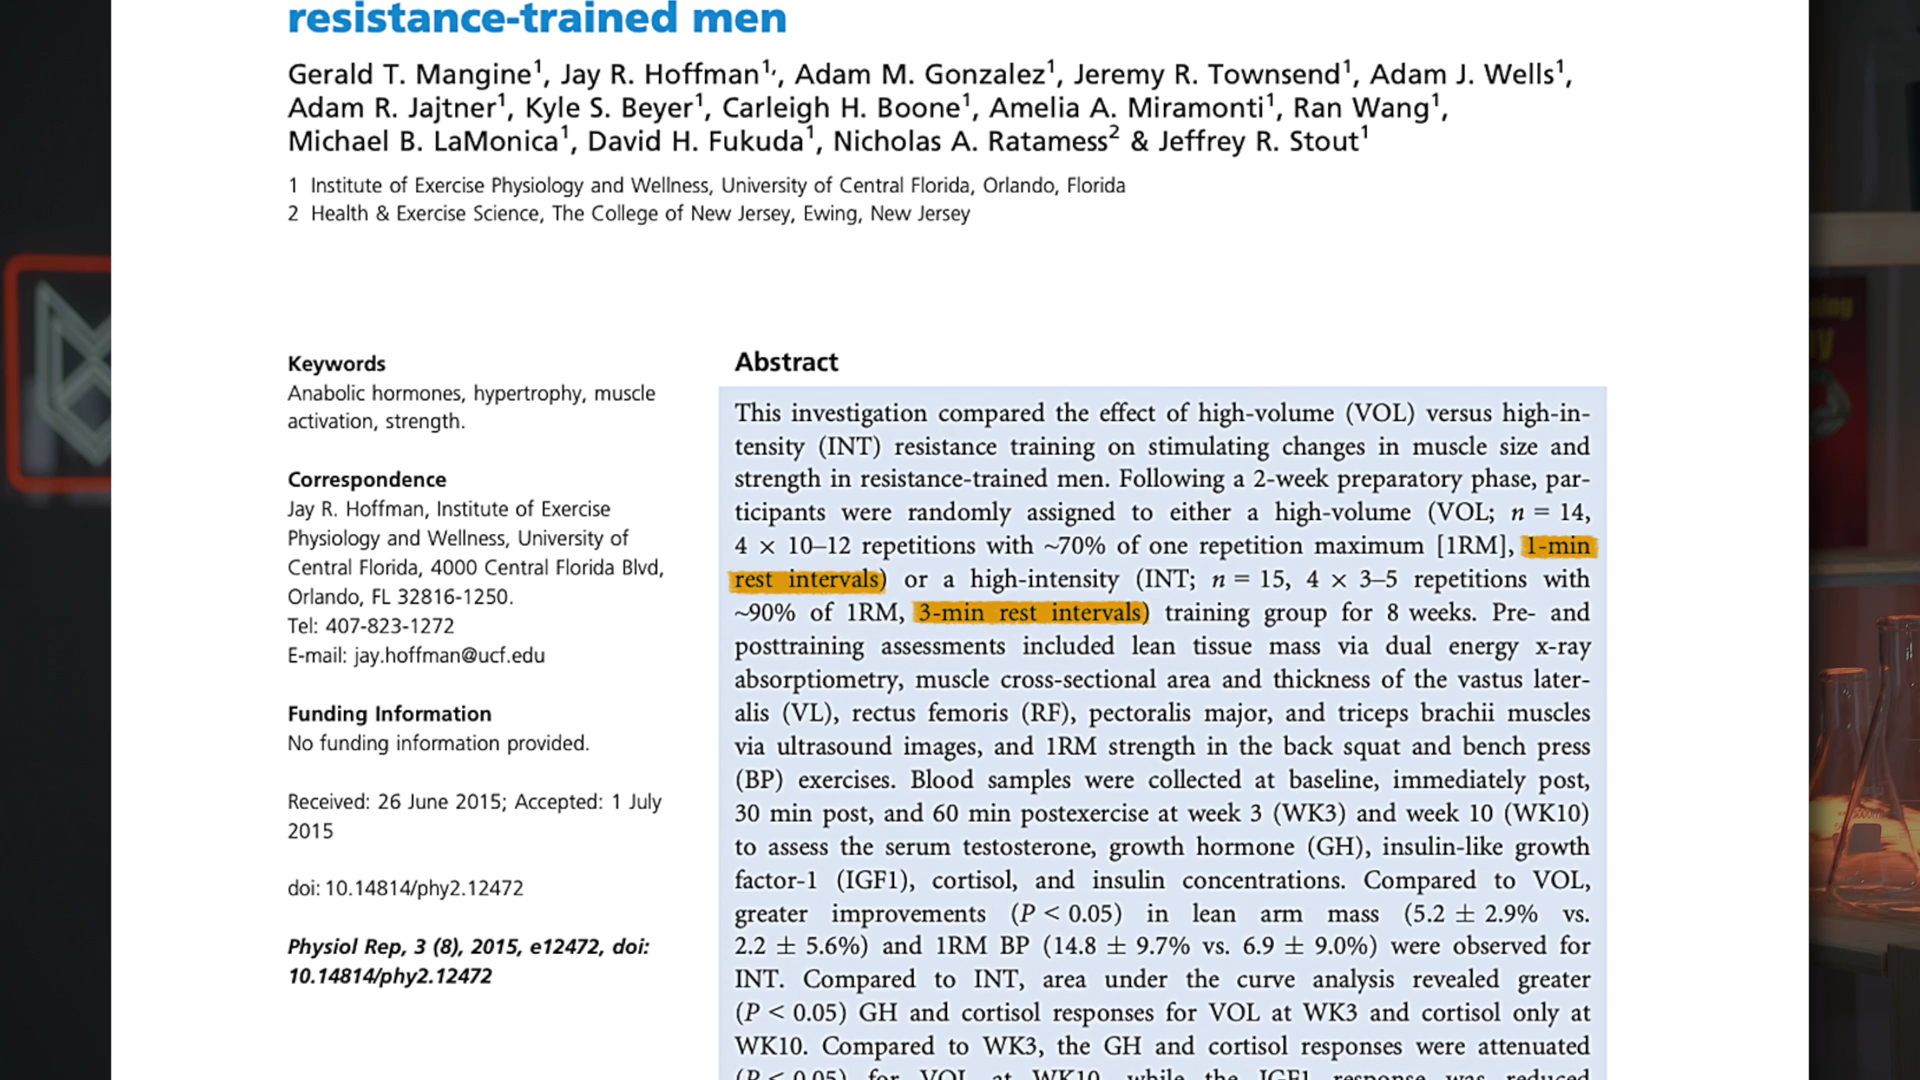 resistance-trained men
Gerald T. Mangine1, Jay R. Hoffman1,, Adam M. Gonzalez1, Jeremy R. Townsend1, Adam J. Wells1,
Adam R. Jajtner1, Kyle S. Beyer1, Carleigh H. Boone1, Amelia A. Miramonti1, Ran Wang1,
Michael B. LaMonica1, David H. Fukuda1, Nicholas A. Ratamess2 & Jeffrey R. Stout1
1 Institute of Exercise Physiology and Wellness, University of Central Florida, Orlando, Florida
2 Health & Exercise Science, The College of New Jersey, Ewing, New Jersey
Keywords
Anabolic hormones, hypertrophy, muscle
activation, strength.
Correspondence
Jay R. Hoffman, Institute of Exercise
Physiology and Wellness, University of
Central Florida, 4000 Central Florida Blvd,
Orlando, FL 32816-1250.
Tel: 407-823-1272
E-mail: jay.hoffman@ucf.edu
Funding Information
No funding information provided.
Received: 26 June 2015; Accepted: 1 July
2015
doi: 10.14814/phy2.12472
Physiol Rep, 3 (8), 2015, e12472, doi:
10.14814/phy2.12472
Abstract
This investigation compared the effect of high-volume (VOL) versus high-in-
tensity (INT) resistance training on stimulating changes in muscle size and
strength in resistance-trained men. Following a 2-week preparatory phase, par-
ticipants were randomly assigned to either a high-volume (VOL; n = 14,
4 × 10–12 repetitions with ~70% of one repetition maximum [1RM], 1-min
rest intervals) or a high-intensity (INT; n = 15, 4 × 3–5 repetitions with
~90% of 1RM, 3-min rest intervals) training group for 8 weeks. Pre- and
posttraining assessments included lean tissue mass via dual energy x-ray
absorptiometry, muscle cross-sectional area and thickness of the vastus later-
alis (VL), rectus femoris (RF), pectoralis major, and triceps brachii muscles
via ultrasound images, and 1RM strength in the back squat and bench press
(BP) exercises. Blood samples were collected at baseline, immediately post,
30 min post, and 60 min postexercise at week 3 (WK3) and week 10 (WK10)
to assess the serum testosterone, growth hormone (GH), insulin-like growth
factor-1 (IGF1), cortisol, and insulin concentrations. Compared to VOL,
greater improvements (P < 0.05) in lean arm mass (5.2 ± 2.9% vs.
2.2 ± 5.6%) and 1RM BP (14.8 ± 9.7% vs. 6.9 ± 9.0%) were observed for
INT. Compared to INT, area under the curve analysis revealed greater
(P < 0.05) GH and cortisol responses for VOL at WK3 and cortisol only at
WK10. Compared to WK3, the GH and cortisol responses were attenuated
(P < 0.05) for VOL at WK10, while the IGF1 response was reduced